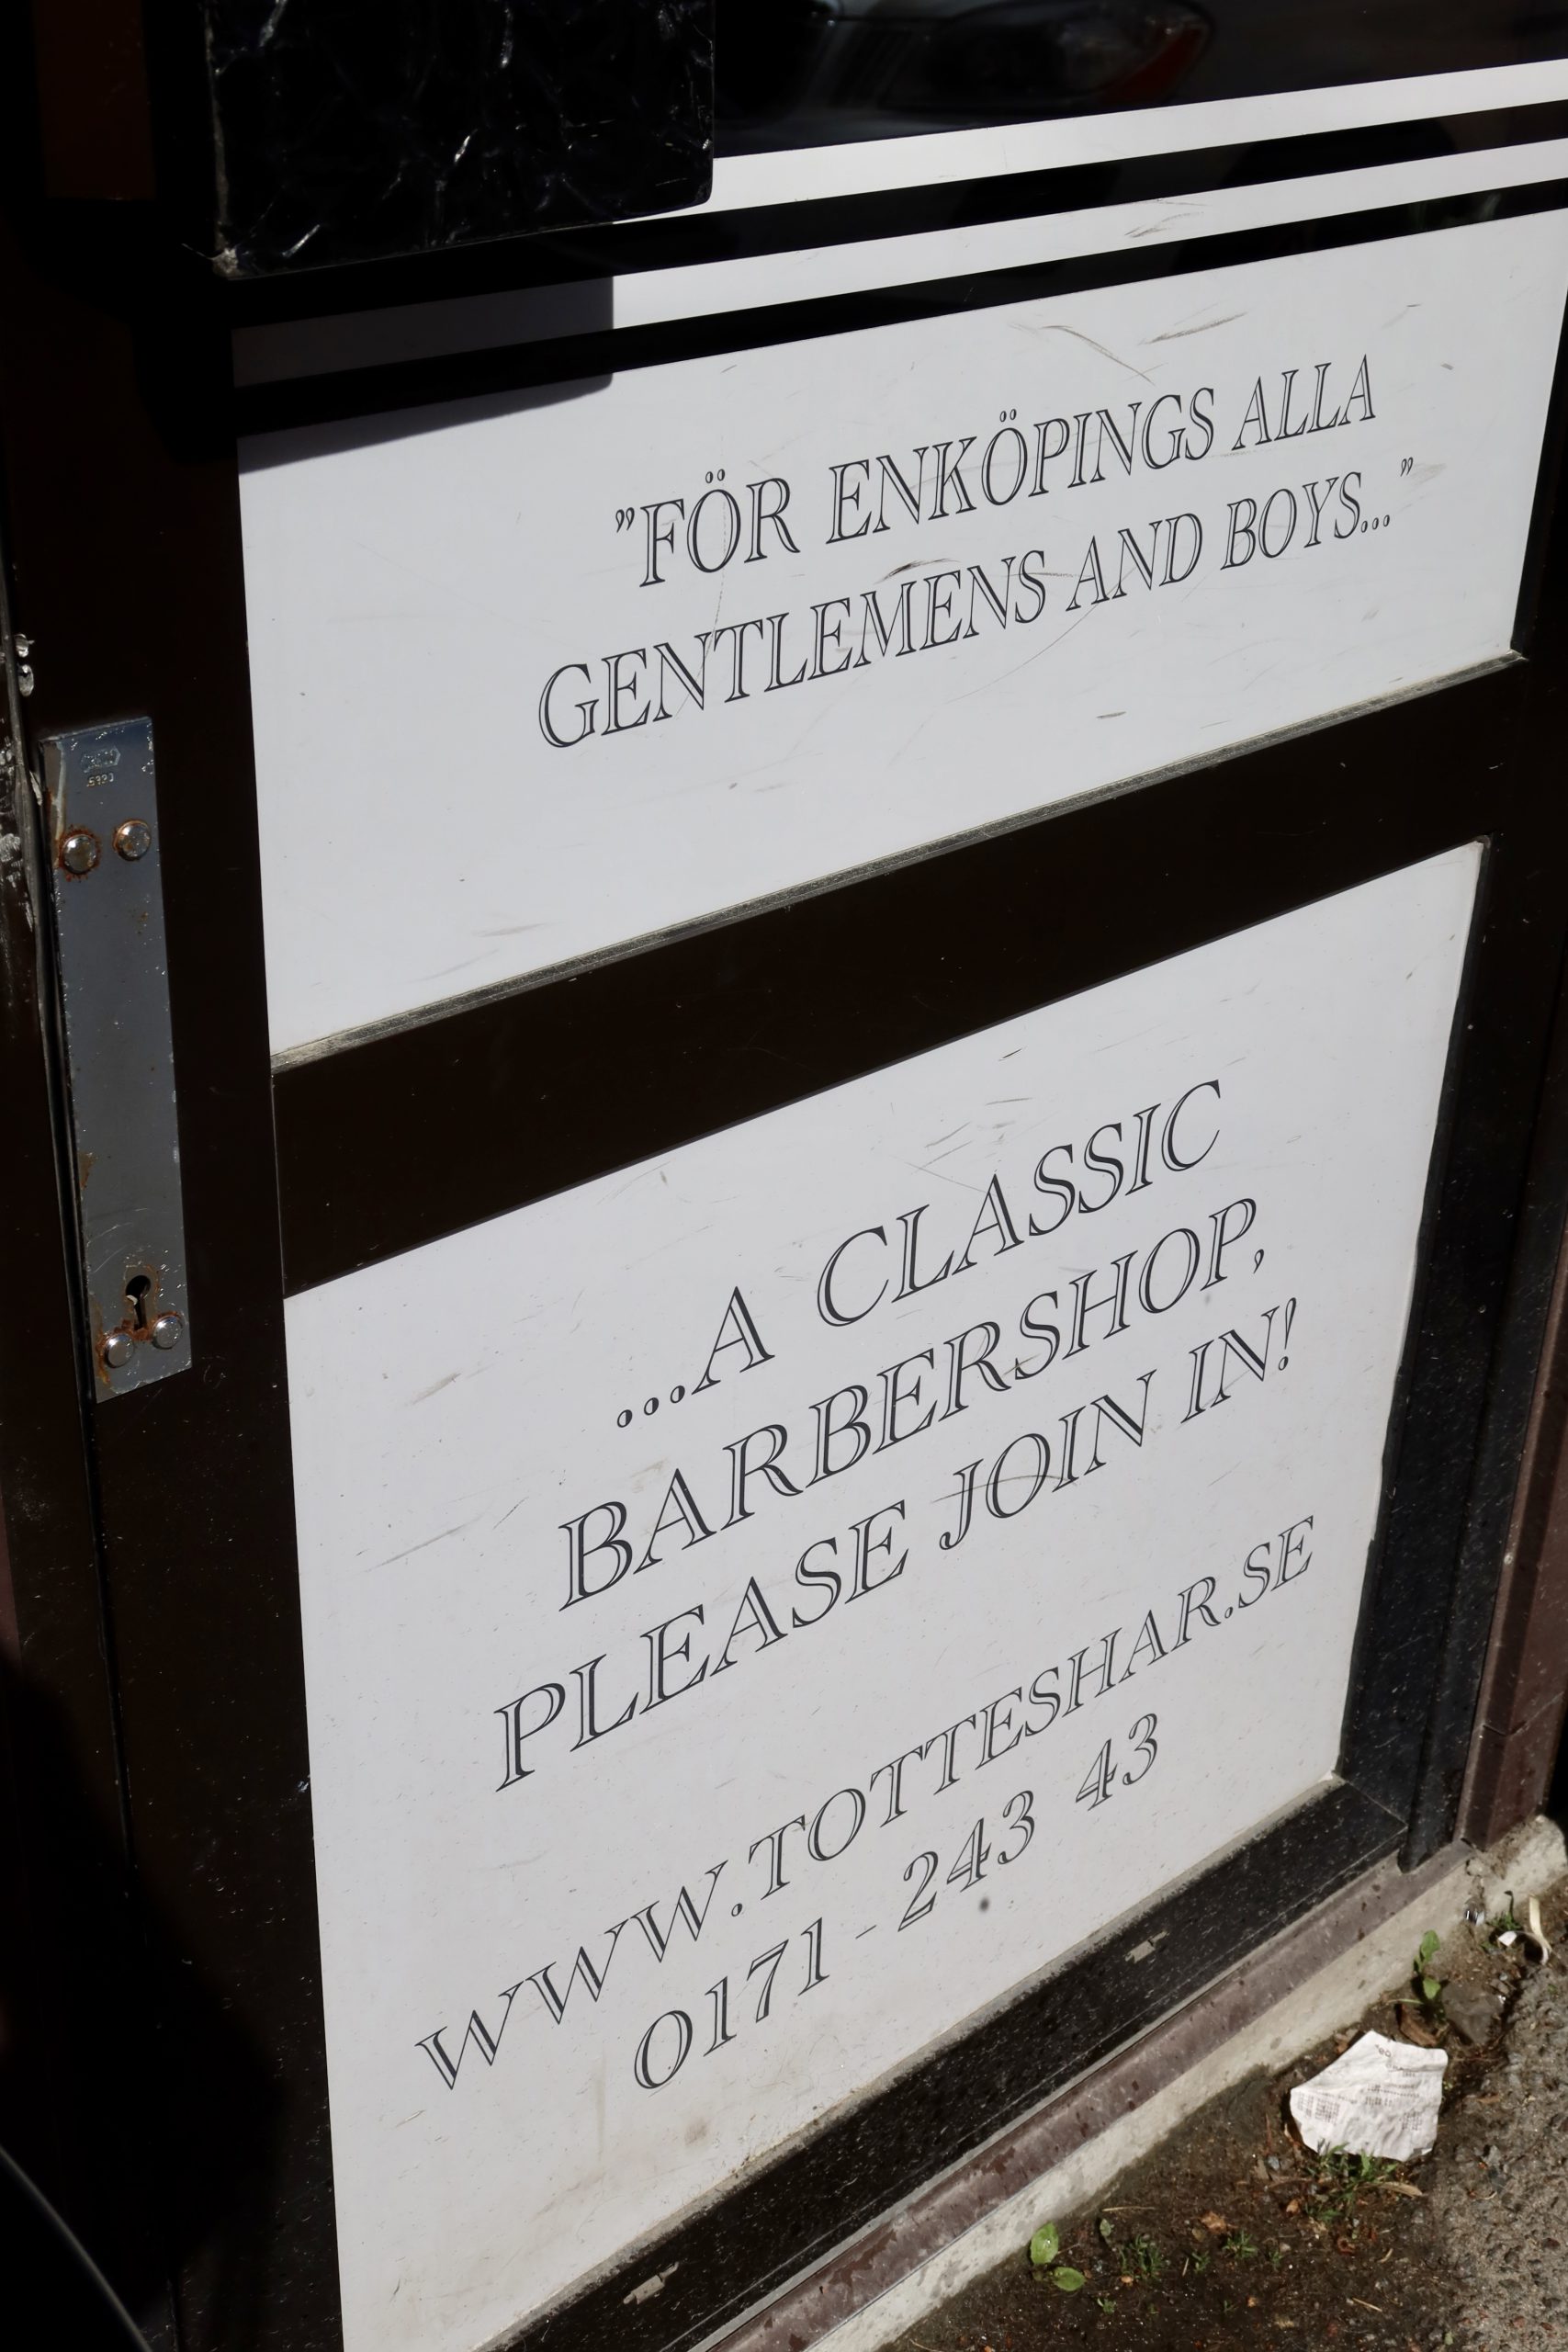 "FÖR ENKÖPINGS ALLA
GENTLEMENS AND BOYS..."
...A CLASSIC
BARBERSHOP,
PLEASE JOIN IN!
WWW.TOTTESHAR.SE
0171 - 243 43